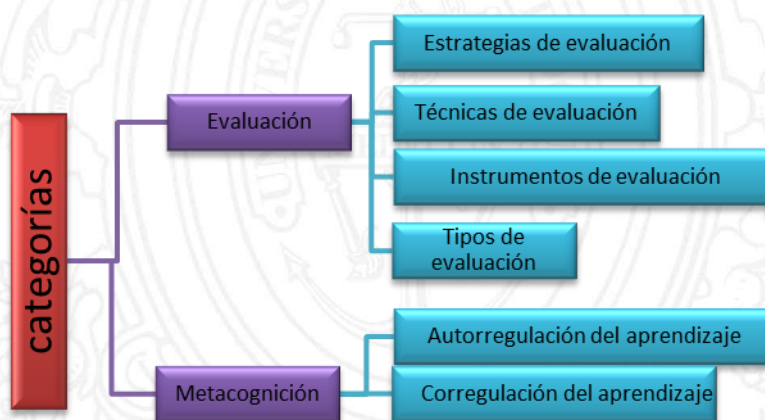 categorías
Evaluación
Estrategias de evaluación
Técnicas de evaluación
Instrumentos de evaluación
Tipos de
evaluación
Metacognición
Autorregulación del aprendizaje
Corregulación del aprendizaje